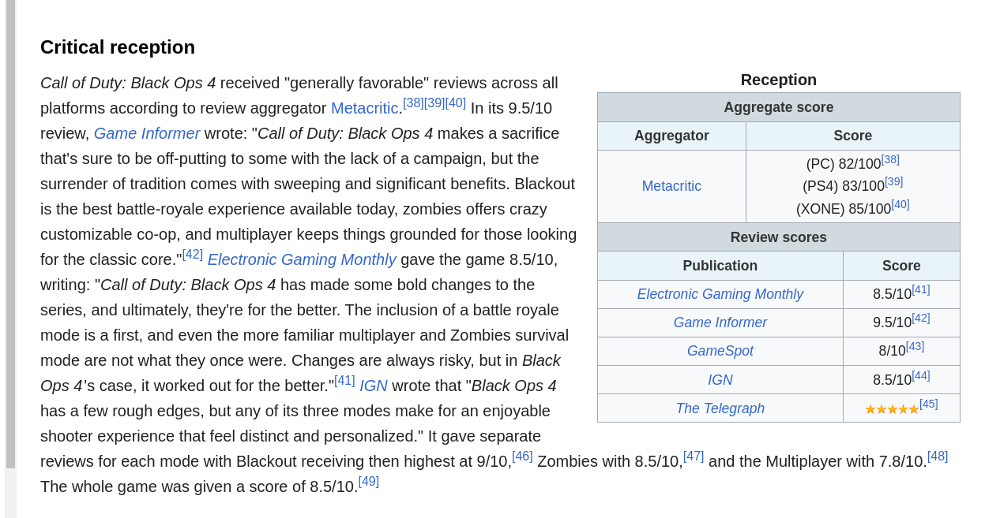 Critical reception
Call of Duty: Black Ops 4 received "generally favorable" reviews across all
platforms according to review aggregator Metacritic.[38][39][40] In its 9.5/10
review, Game Informer wrote: "Call of Duty: Black Ops 4 makes a sacrifice
that's sure to be off-putting to some with the lack of a campaign, but the
surrender of tradition comes with sweeping and significant benefits. Blackout
is the best battle-royale experience available today, zombies offers crazy
customizable co-op, and multiplayer keeps things grounded for those looking
for the classic core."[42] Electronic Gaming Monthly gave the game 8.5/10,
writing: "Call of Duty: Black Ops 4 has made some bold changes to the
series, and ultimately, they're for the better. The inclusion of a battle royale
mode is a first, and even the more familiar multiplayer and Zombies survival
mode are not what they once were. Changes are always risky, but in Black
Ops 4's case, it worked out for the better."[41] IGN wrote that "Black Ops 4
has a few rough edges, but any of its three modes make for an enjoyable
shooter experience that feel distinct and personalized." It gave separate
reviews for each mode with Blackout receiving then highest at 9/10,[46] Zombies with 8.5/10,[47] and the Multiplayer with 7.8/10.[48]
The whole game was given a score of 8.5/10.[49]
Reception
Aggregate score
Aggregator Score
Metacritic
(PC) 82/100[38]
(PS4) 83/100[39]
(XONE) 85/100[40]
Review scores
Publication Score
Electronic Gaming Monthly 8.5/10[41]
Game Informer 9.5/10[42]
GameSpot 8/10[43]
IGN 8.5/10[44]
The Telegraph ★★★★★[45]